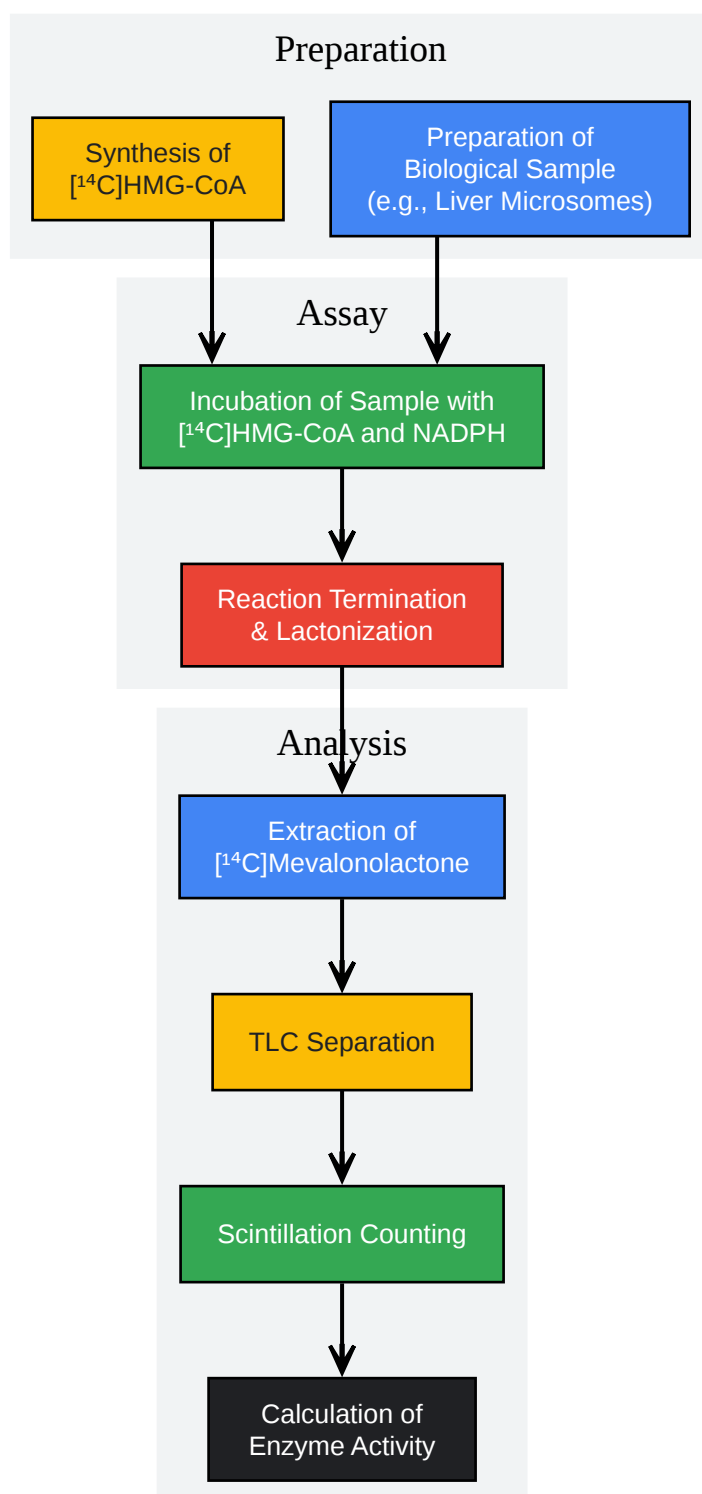 Preparation
Synthesis of
[¹⁴C]HMG-CoA
Preparation of
Biological Sample
(e.g., Liver Microsomes)
Assay
Incubation of Sample with
[¹⁴C]HMG-CoA and NADPH
Reaction Termination
& Lactonization
Analysis
Extraction of
[¹⁴C]Mevalonolactone
TLC Separation
Scintillation Counting
Calculation of
Enzyme Activity